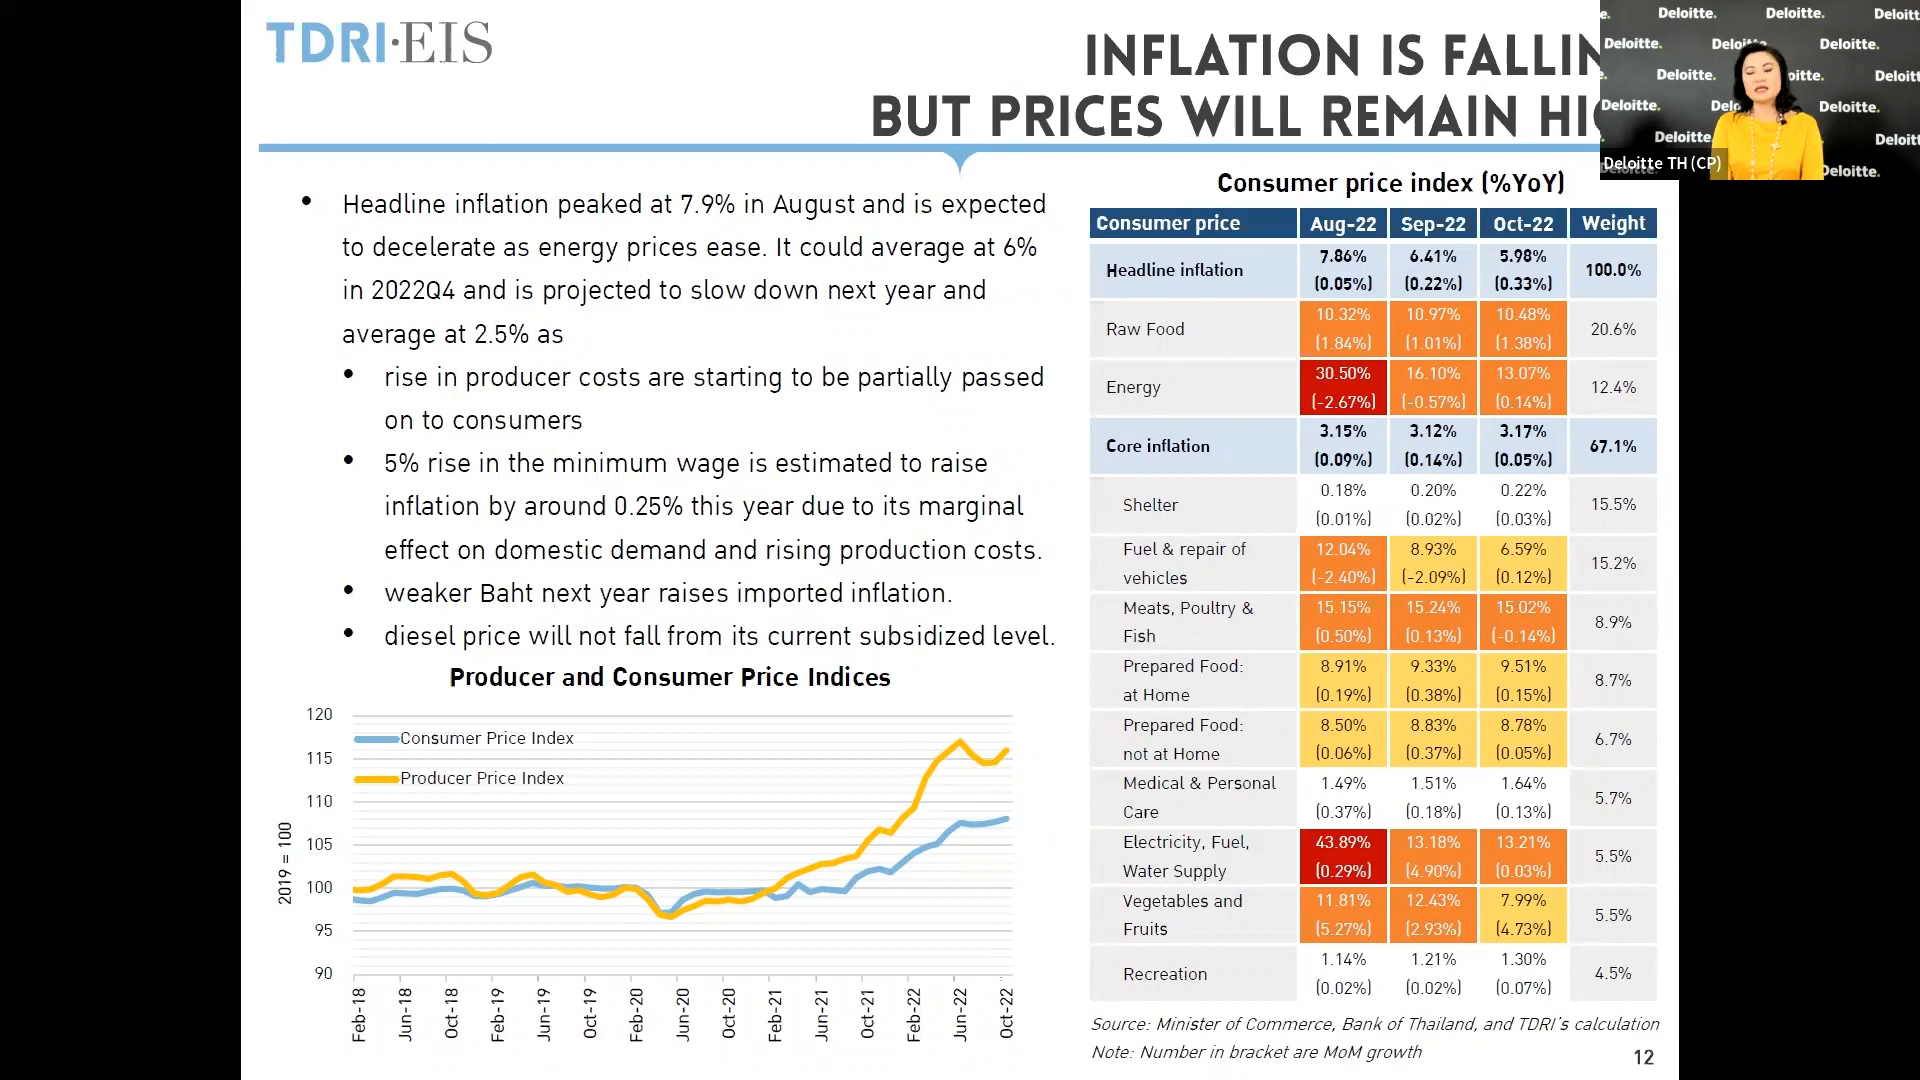 TDRI·EIS
INFLATION IS FALLIN
BUT PRICES WILL REMAIN HI
Deloitte. Deloitte. Deloitt
Deloitte. Deloitte. Deloitte.
Deloitte. Deloitt
Deloitte. Deloitte.
Deloitte. Deloitt
Deloitte.
Deloitte TH (CP)
• Headline inflation peaked at 7.9% in August and is expected
to decelerate as energy prices ease. It could average at 6%
in 2022Q4 and is projected to slow down next year and
average at 2.5% as
• rise in producer costs are starting to be partially passed
on to consumers
• 5% rise in the minimum wage is estimated to raise
inflation by around 0.25% this year due to its marginal
effect on domestic demand and rising production costs.
• weaker Baht next year raises imported inflation.
• diesel price will not fall from its current subsidized level.
Producer and Consumer Price Indices
120
115
110
105
100
95
90
2019 = 100
Consumer Price Index
Producer Price Index
Feb-18 Jun-18 Oct-18 Feb-19 Jun-19 Oct-19 Feb-20 Jun-20 Oct-20 Feb-21 Jun-21 Oct-21 Feb-22 Jun-22 Oct-22
Consumer price index (%YoY)
Consumer price Aug-22 Sep-22 Oct-22 Weight
Headline inflation 7.86% 6.41% 5.98% 100.0%
(0.05%) (0.22%) (0.33%)
Raw Food 10.32% 10.97% 10.48% 20.6%
(1.84%) (1.01%) (1.38%)
Energy 30.50% 16.10% 13.07% 12.4%
(-2.67%) (-0.57%) (0.14%)
Core inflation 3.15% 3.12% 3.17% 67.1%
(0.09%) (0.14%) (0.05%)
Shelter 0.18% 0.20% 0.22% 15.5%
(0.01%) (0.02%) (0.03%)
Fuel & repair of 12.04% 8.93% 6.59% 15.2%
vehicles (-2.40%) (-2.09%) (0.12%)
Meats, Poultry & 15.15% 15.24% 15.02% 8.9%
Fish (0.50%) (0.13%) (-0.14%)
Prepared Food: 8.91% 9.33% 9.51% 8.7%
at Home (0.19%) (0.38%) (0.15%)
Prepared Food: 8.50% 8.83% 8.78% 6.7%
not at Home (0.06%) (0.37%) (0.05%)
Medical & Personal 1.49% 1.51% 1.64% 5.7%
Care (0.37%) (0.18%) (0.13%)
Electricity, Fuel, 43.89% 13.18% 13.21% 5.5%
Water Supply (0.29%) (4.90%) (0.03%)
Vegetables and 11.81% 12.43% 7.99% 5.5%
Fruits (5.27%) (2.93%) (4.73%)
Recreation 1.14% 1.21% 1.30% 4.5%
(0.02%) (0.02%) (0.07%)
Source: Minister of Commerce, Bank of Thailand, and TDRI's calculation
Note: Number in bracket are MoM growth
12